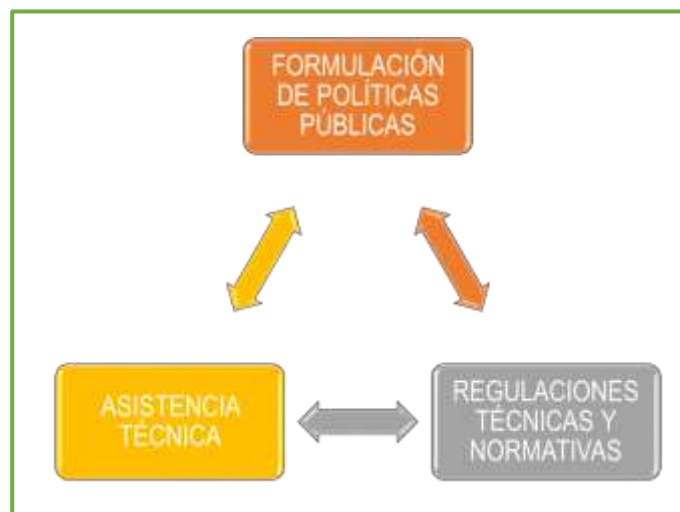 FORMULACIÓN
DE POLÍTICAS
PÚBLICAS
ASISTENCIA
TÉCNICA
REGULACIONES
TÉCNICAS Y
NORMATIVAS